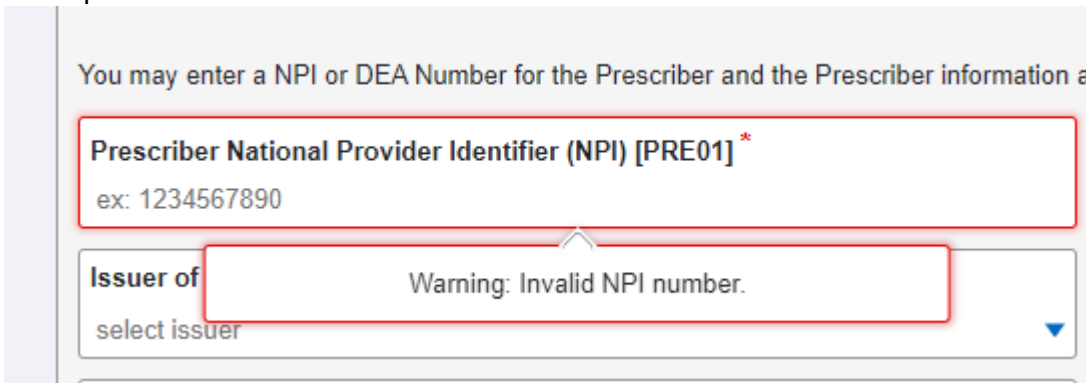 You may enter a NPI or DEA Number for the Prescriber and the Prescriber information
Prescriber National Provider Identifier (NPI) [PRE01] *
ex: 1234567890
Warning: Invalid NPI number.
Issuer of
select issuer